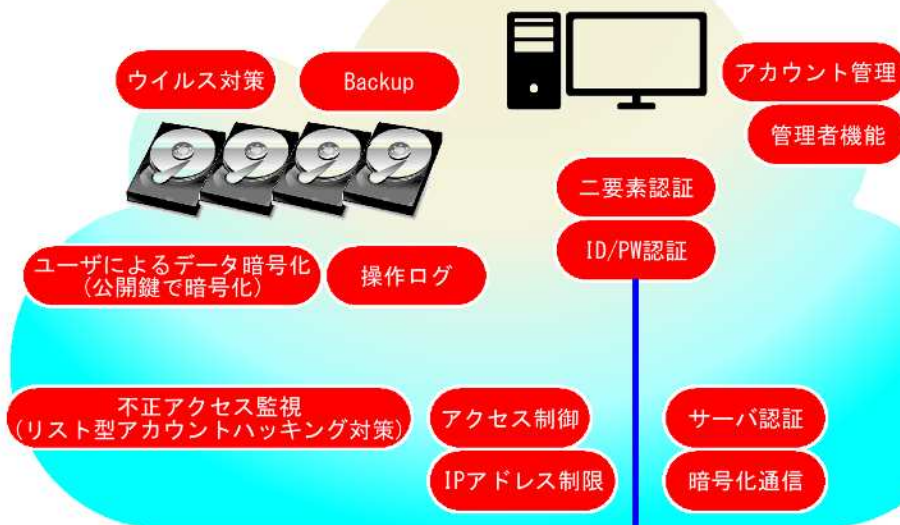 ウイルス対策
Backup
アカウント管理
管理者機能
二要素認証
ID/PW認証
ユーザによるデータ暗号化
(公開鍵で暗号化)
操作ログ
不正アクセス監視
(リスト型アカウントハッキング対策)
アクセス制御
サーバ認証
IPアドレス制限
暗号化通信